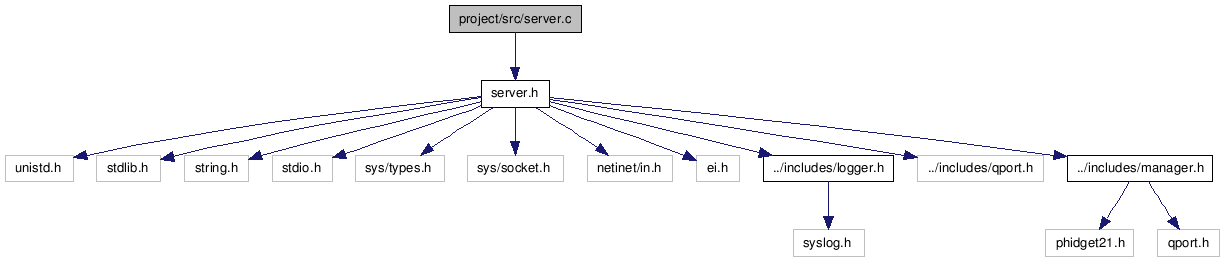 project/src/server.c
server.h
unistd.h
stdlib.h
string.h
stdio.h
sys/types.h
sys/socket.h
netinet/in.h
ei.h
../includes/logger.h
../includes/qport.h
../includes/manager.h
syslog.h
phidget21.h
qport.h